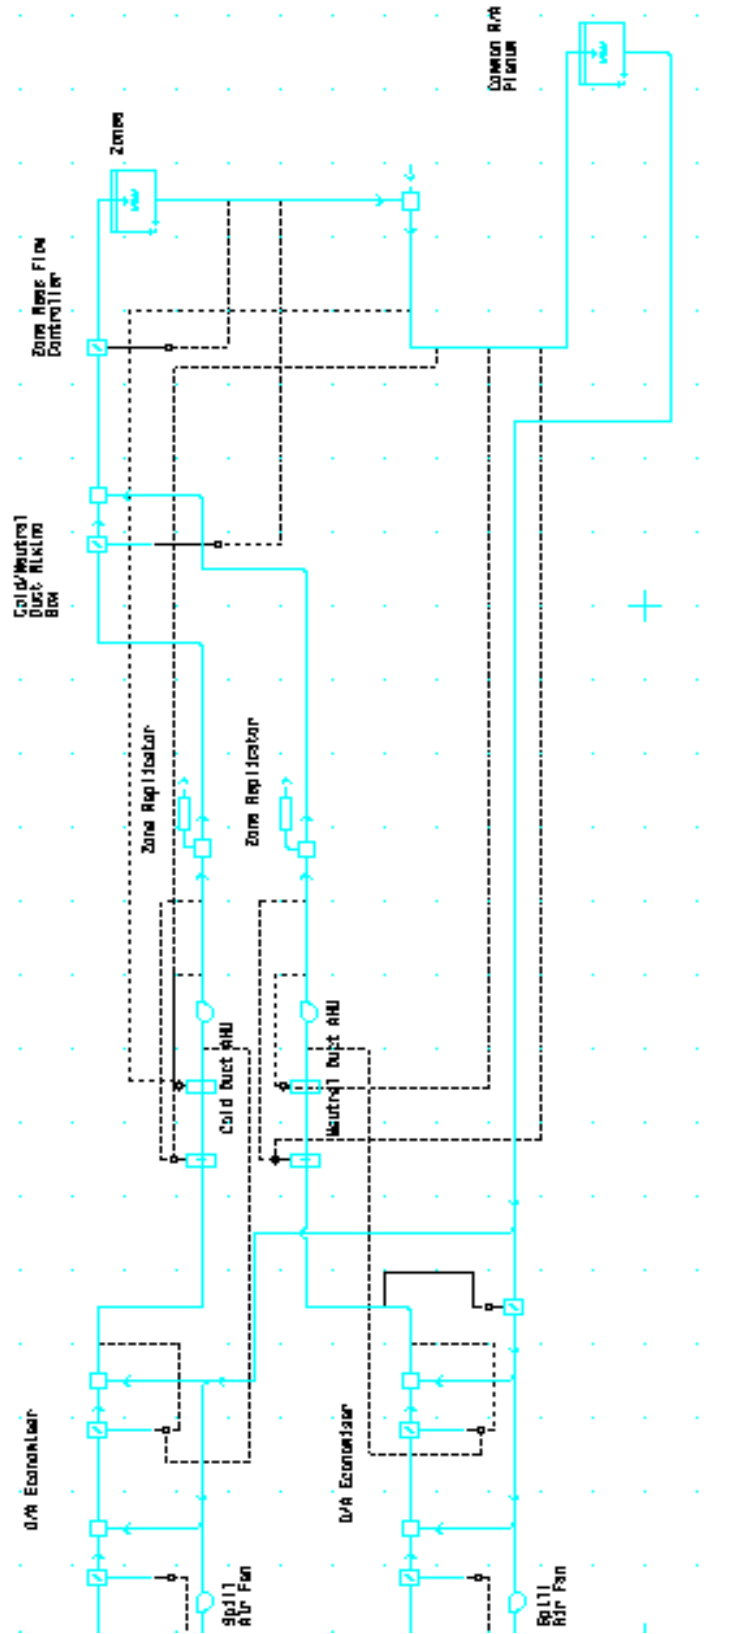 Common R/A
Plenum
Zones
Zone Mass Flow
Controller
Cold/Neutral
Duct Mixing
Box
Zone Replicator
Zone Replicator
Cold Duct AHU
Neutral Duct AHU
O/A Economiser
O/A Economiser
Spill
Air Fan
Spill
Air Fan